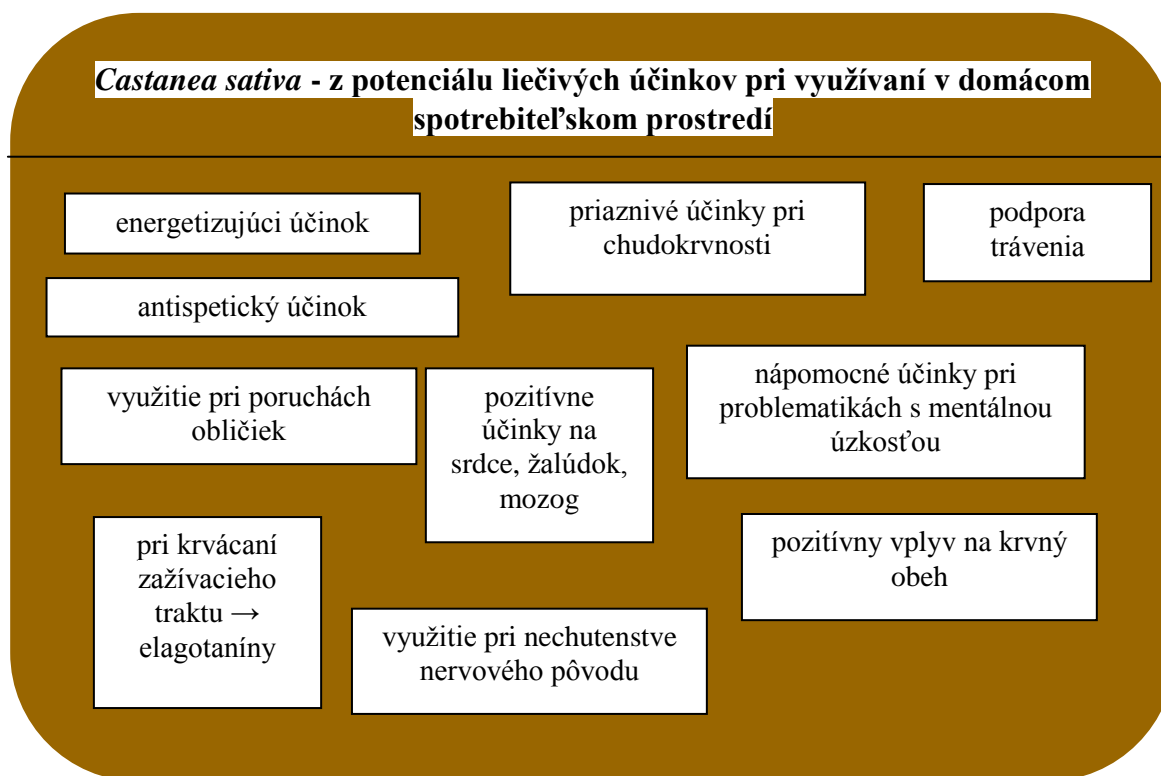 Castanea sativa - z potenciálu liečivých účinkov pri využívaní v domácom
spotrebiteľskom prostredí
energetizujúci účinok
priaznivé účinky pri
chudokrvnosti
podpora
trávenia
antispetický účinok
využitie pri poruchách
obličiek
pozitívne
účinky na
srdce, žalúdok,
mozog
nápomocné účinky pri
problematikách s mentálnou
úzkosťou
pri krvácaní
zažívacieho
traktu →
elagotaníny
pozitívny vplyv na krvný
obeh
využitie pri nechutenstve
nervového pôvodu